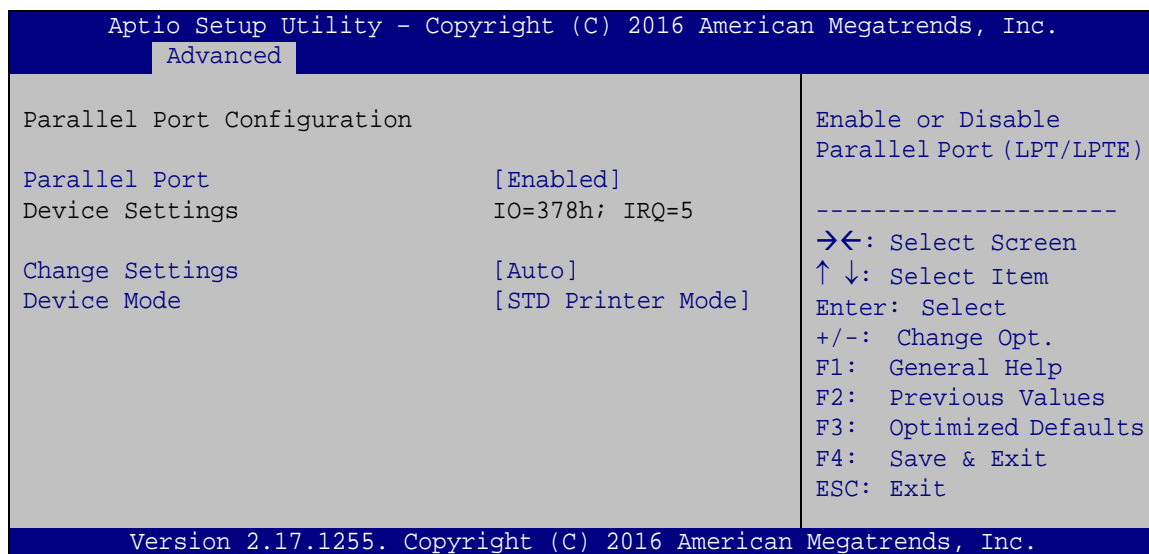 Aptio Setup Utility – Copyright (C) 2016 American Megatrends, Inc.
Advanced
Parallel Port Configuration
Parallel Port [Enabled]
Device Settings IO=378h; IRQ=5
Change Settings [Auto]
Device Mode [STD Printer Mode]
Enable or Disable
Parallel Port (LPT/LPTE)
---------------------
→←: Select Screen
↑ ↓: Select Item
Enter: Select
+/-: Change Opt.
F1: General Help
F2: Previous Values
F3: Optimized Defaults
F4: Save & Exit
ESC: Exit
Version 2.17.1255. Copyright (C) 2016 American Megatrends, Inc.